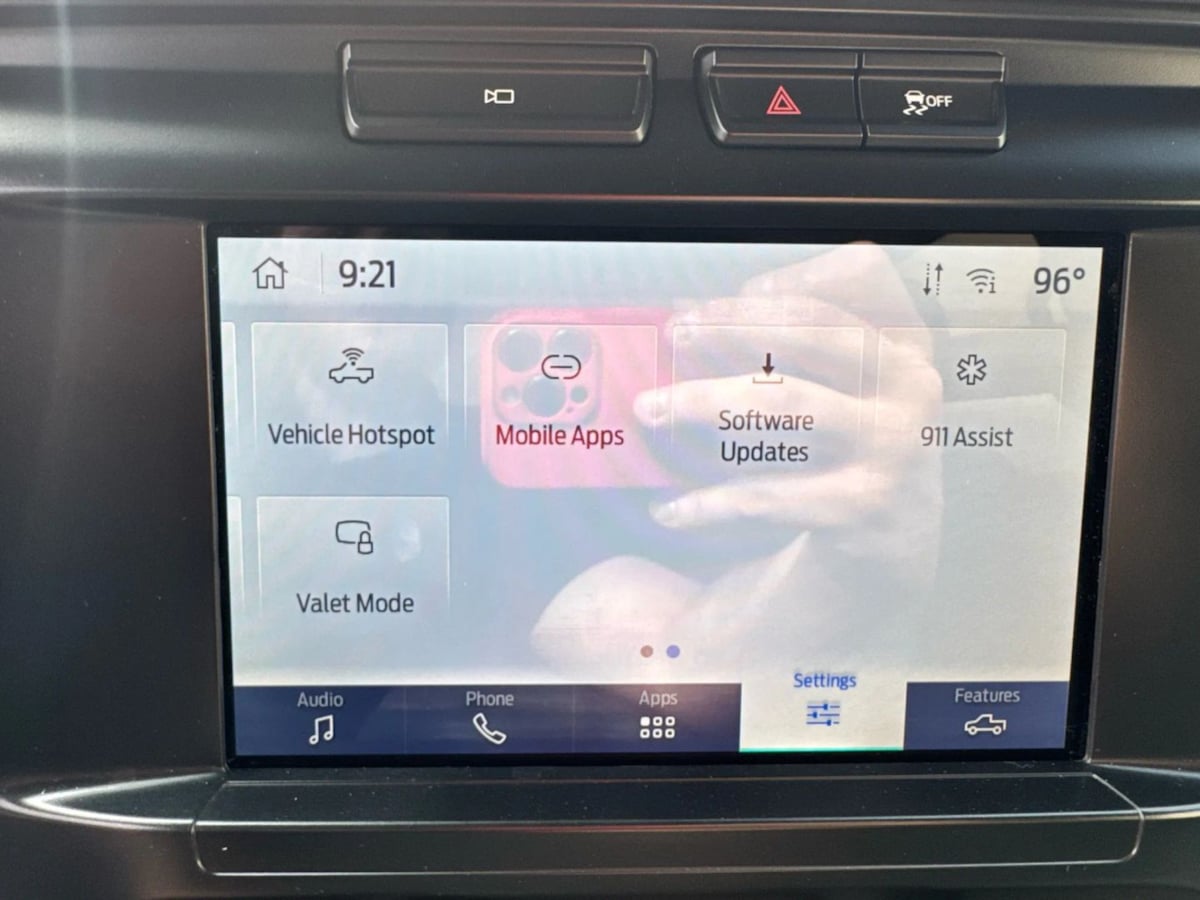 OFF
9:21
96°
Vehicle Hotspot
Mobile Apps
Software
Updates
911 Assist
Valet Mode
Audio
Phone
Apps
Settings
Features